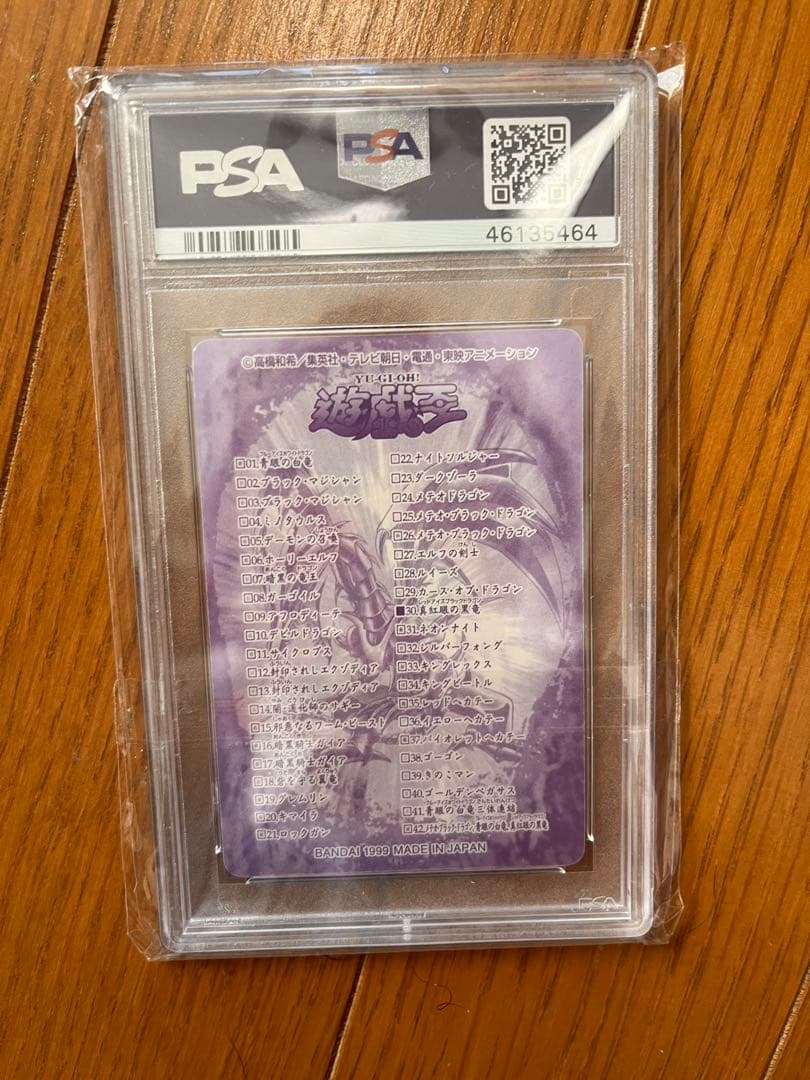 PSA
PSA
46135464
©高橋和希/集英社・テレビ朝日・電通・東映アニメーション
YU-GI-OH!
遊戯王
01.青眼の白竜
02.ブラック・マジシャン
03.ブラック・マジシャン
04.ミノタウルス
05.デーモンの召喚
06.ホーリーエルフ
07.暗黒の竜王
08.ガーゴイル
09.アフロディーテ
10.デビルドラゴン
11.サイクロプス
12.封印されしエクゾディア
13.封印されしエクゾディア
14.闇・道化師のサギー
15.邪悪なるワーム・ビースト
16.暗黒騎士ガイア
17.暗黒騎士ガイア
18.砦を守る翼竜
19.グレムリン
20.キマイラ
21.ロックガン
22.ナイトソルジャー
23.ダークゾーラ
24.メテオドラゴン
25.メテオ・ブラック・ドラゴン
26.メテオ・ブラック・ドラゴン
27.エルフの剣士
28.ルイーズ
29.カース・オブ・ドラゴン
レッドアイズブラックドラゴン
30.真紅眼の黒竜
31.ネオンナイト
32.シルバーフォング
33.キングレックス
34.キングビートル
35.レッドヘカテー
36.イエローヘカテー
37.バイオレットヘカテー
38.ゴーゴン
39.きのこマン
40.ゴールデンペガサス
41.青眼の白竜三体連結
BANDAI 1999 MADE IN JAPAN
PSA